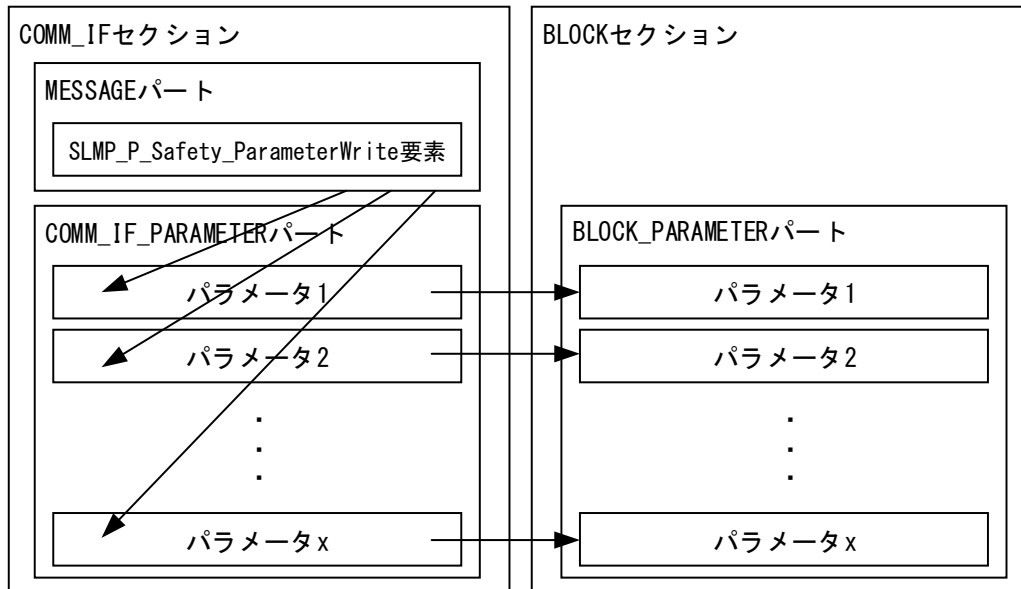 COMM_IFセクション
MESSAGEパート
SLMP_P_Safety_ParameterWrite要素
COMM_IF_PARAMETERパート
パラメータ1
パラメータ2
・
・
・
パラメータx
BLOCKセクション
BLOCK_PARAMETERパート
パラメータ1
パラメータ2
・
・
・
パラメータx